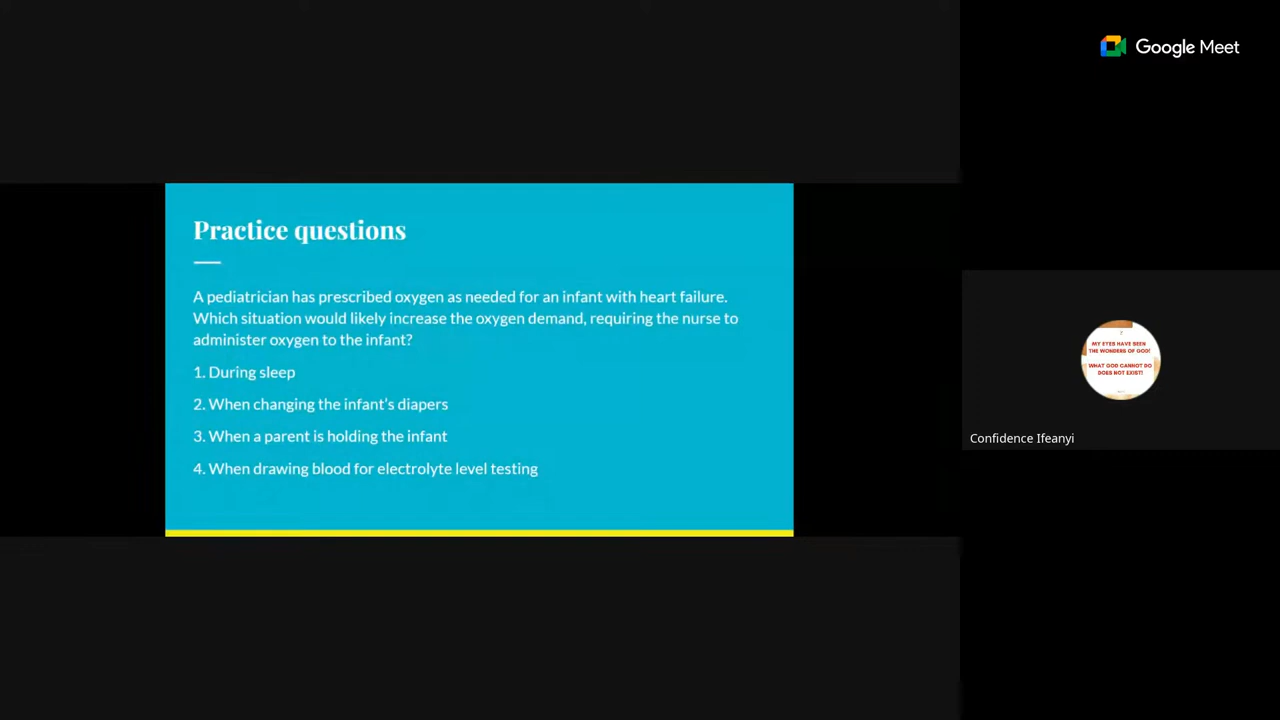 Google Meet
Practice questions
A pediatrician has prescribed oxygen as needed for an infant with heart failure.
Which situation would likely increase the oxygen demand, requiring the nurse to
administer oxygen to the infant?
1. During sleep
2. When changing the infant’s diapers
3. When a parent is holding the infant
4. When drawing blood for electrolyte level testing
MY EYES HAVE SEEN
THE WONDERS OF GOD!
WHAT GOD CANNOT DO
DOES NOT EXIST!
Confidence Ifeanyi